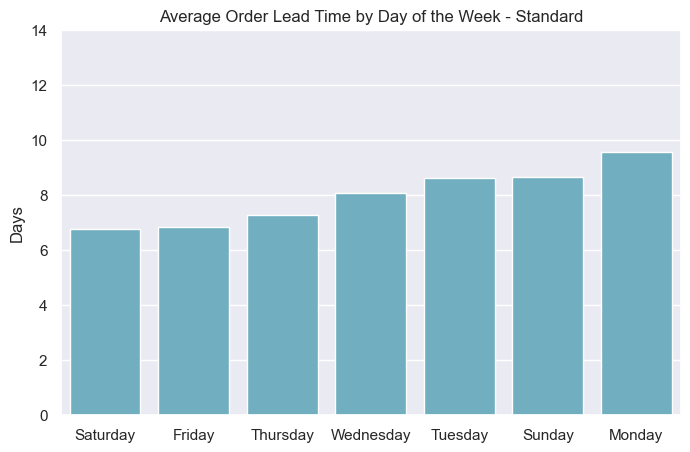 Average Order Lead Time by Day of the Week - Standard
14
12
10
8
6
4
2
0
Days
Saturday Friday Thursday Wednesday Tuesday Sunday Monday